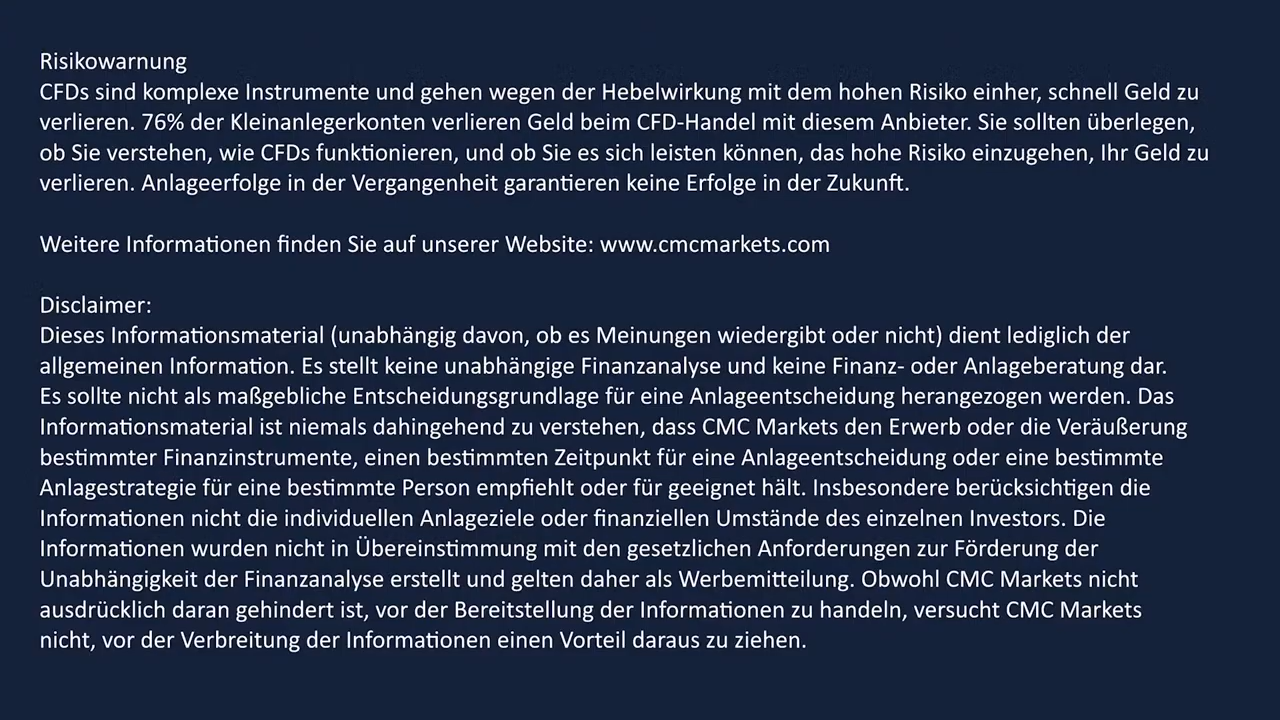 Risikowarnung
CFDs sind komplexe Instrumente und gehen wegen der Hebelwirkung mit dem hohen Risiko einher, schnell Geld zu
verlieren. 76% der Kleinanlegerkonten verlieren Geld beim CFD-Handel mit diesem Anbieter. Sie sollten überlegen,
ob Sie verstehen, wie CFDs funktionieren, und ob Sie es sich leisten können, das hohe Risiko einzugehen, Ihr Geld zu
verlieren. Anlageerfolge in der Vergangenheit garantieren keine Erfolge in der Zukunft.
Weitere Informationen finden Sie auf unserer Website: www.cmcmarkets.com
Disclaimer:
Dieses Informationsmaterial (unabhängig davon, ob es Meinungen wiedergibt oder nicht) dient lediglich der
allgemeinen Information. Es stellt keine unabhängige Finanzanalyse und keine Finanz- oder Anlageberatung dar.
Es sollte nicht als maßgebliche Entscheidungsgrundlage für eine Anlageentscheidung herangezogen werden. Das
Informationsmaterial ist niemals dahingehend zu verstehen, dass CMC Markets den Erwerb oder die Veräußerung
bestimmter Finanzinstrumente, einen bestimmten Zeitpunkt für eine Anlageentscheidung oder eine bestimmte
Anlagestrategie für eine bestimmte Person empfiehlt oder für geeignet hält. Insbesondere berücksichtigen die
Informationen nicht die individuellen Anlageziele oder finanziellen Umstände des einzelnen Investors. Die
Informationen wurden nicht in Übereinstimmung mit den gesetzlichen Anforderungen zur Förderung der
Unabhängigkeit der Finanzanalyse erstellt und gelten daher als Werbemitteilung. Obwohl CMC Markets nicht
ausdrücklich daran gehindert ist, vor der Bereitstellung der Informationen zu handeln, versucht CMC Markets
nicht, vor der Verbreitung der Informationen einen Vorteil daraus zu ziehen.